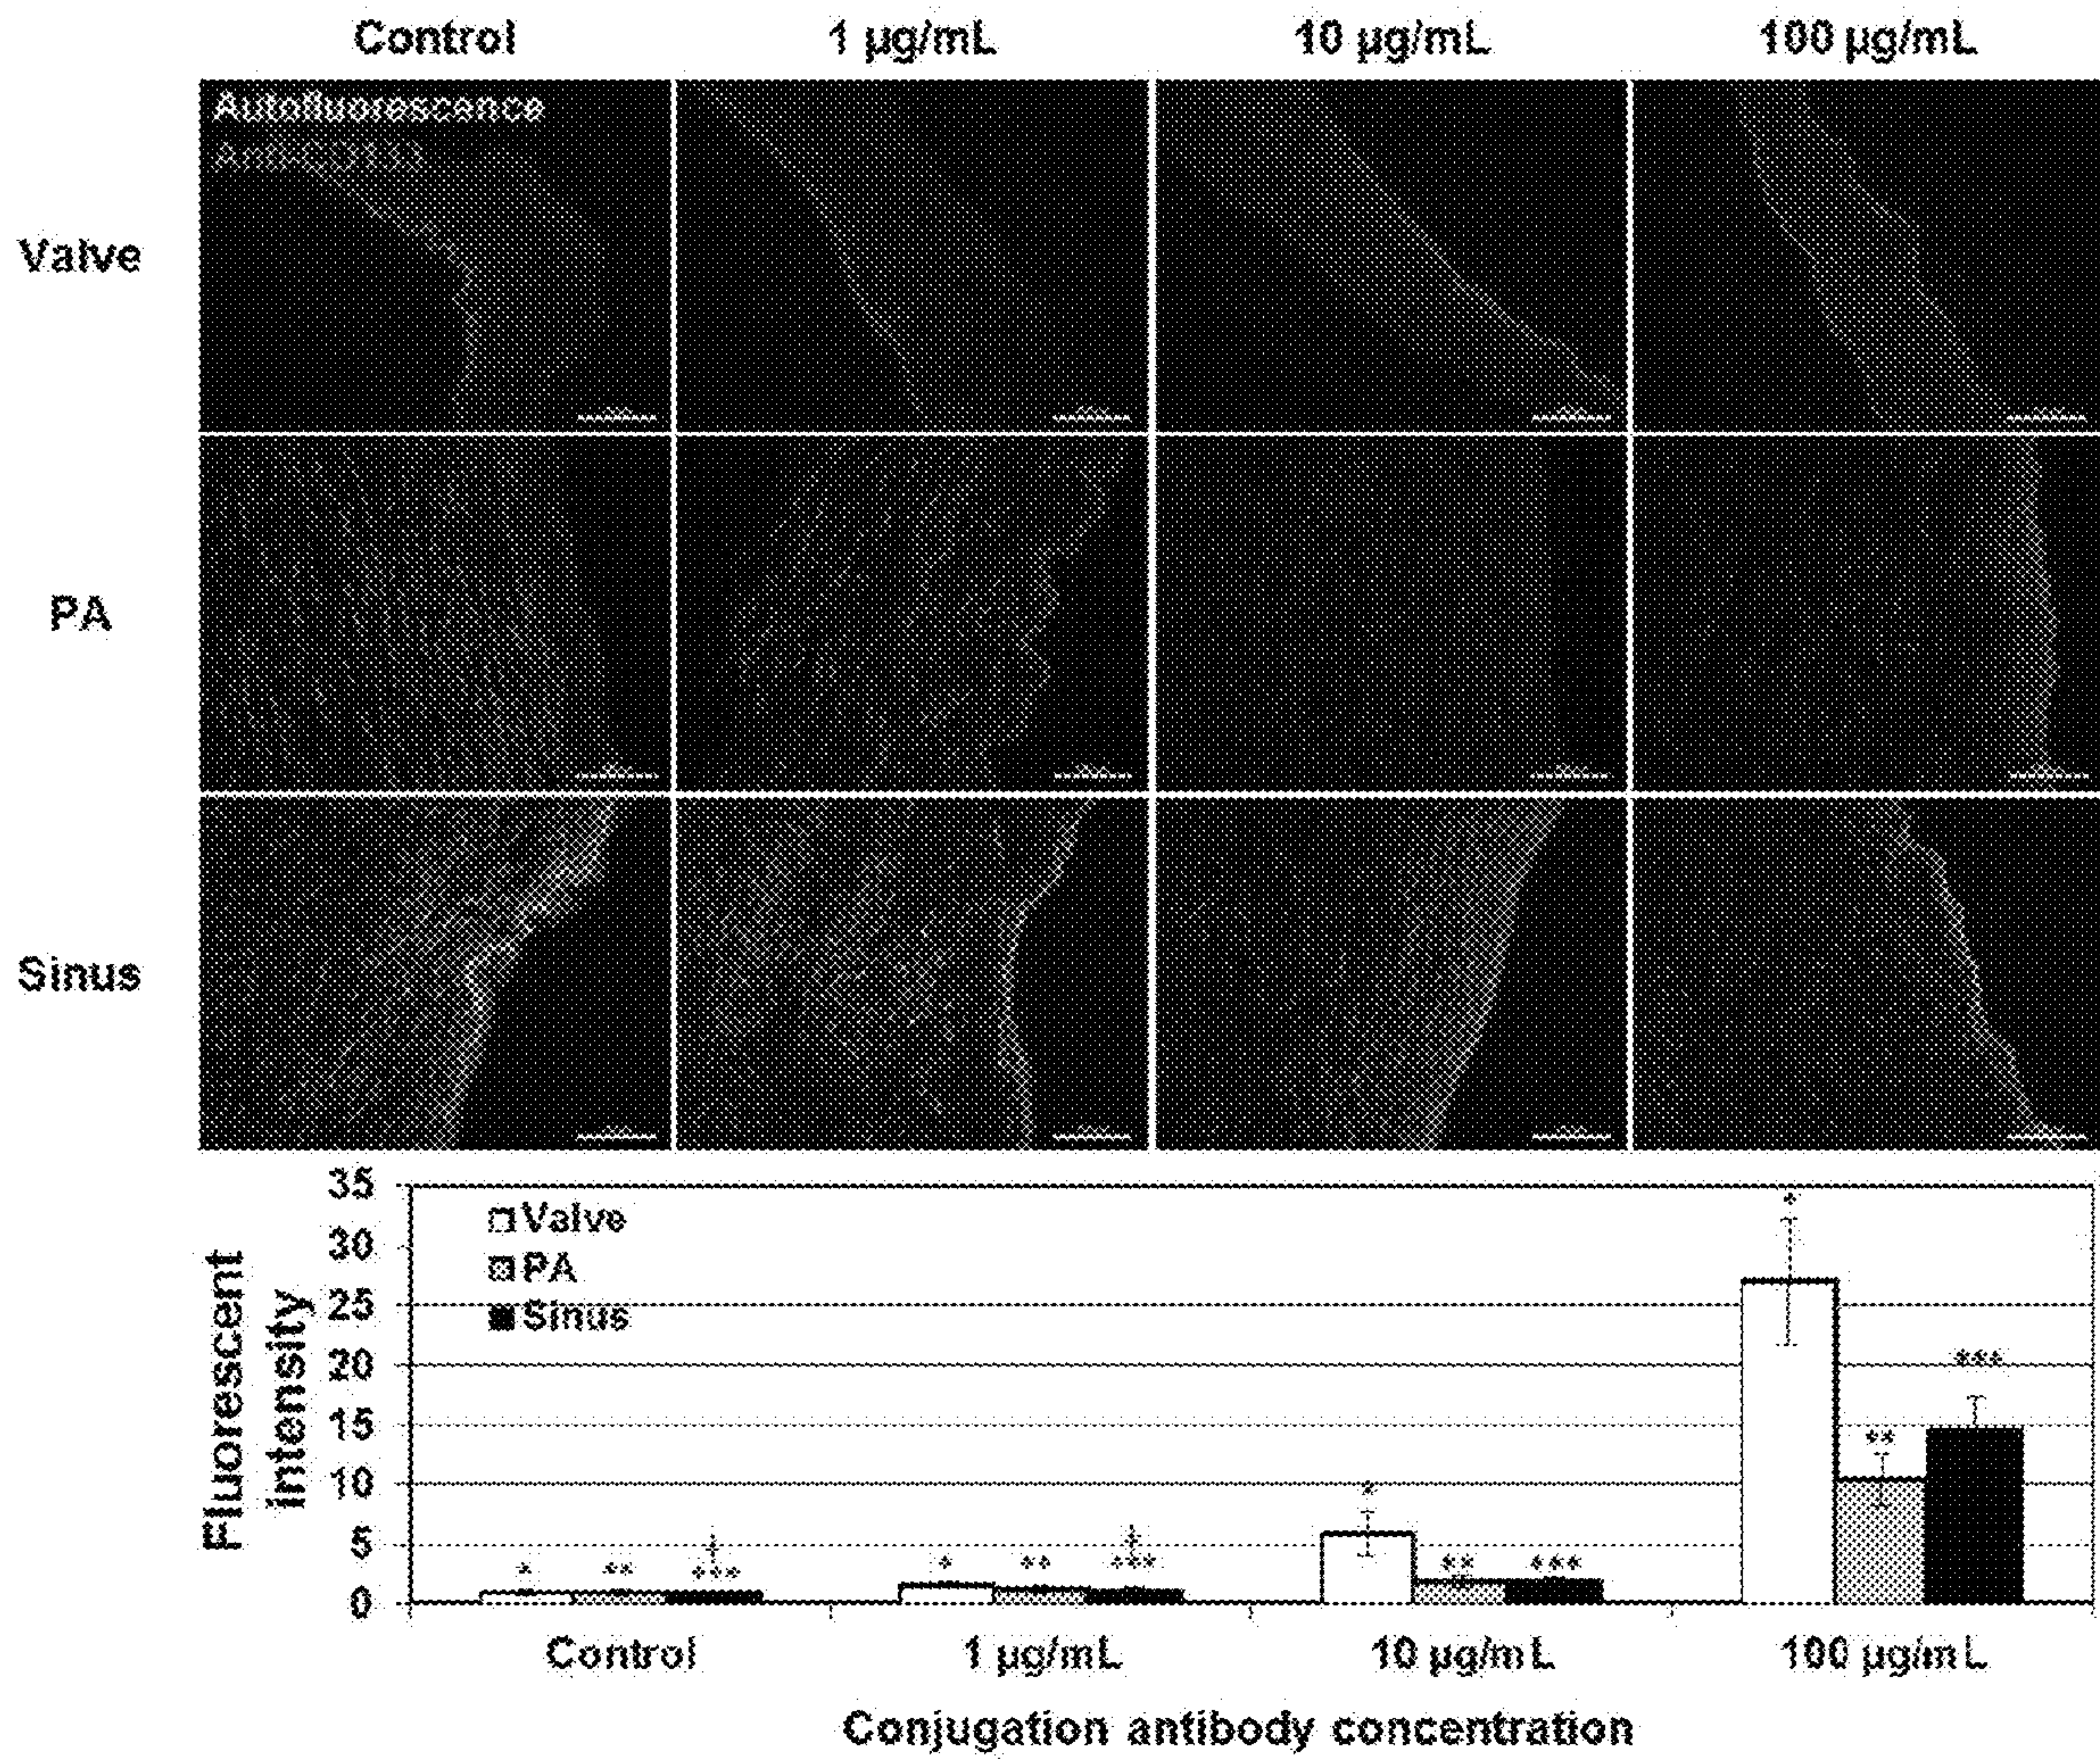 Control 1 µg/mL 10 µg/mL 100 µg/mL
Autofluorescence
Anti-CD133
Valve
PA
Sinus
35
30
25
20
15
10
5
0
Fluorescent
intensity
Valve
PA
Sinus
* ** ‡ *** * ** ‡ *** * ** *** * ** ***
Control 1 µg/mL 10 µg/mL 100 µg/mL
Conjugation antibody concentration